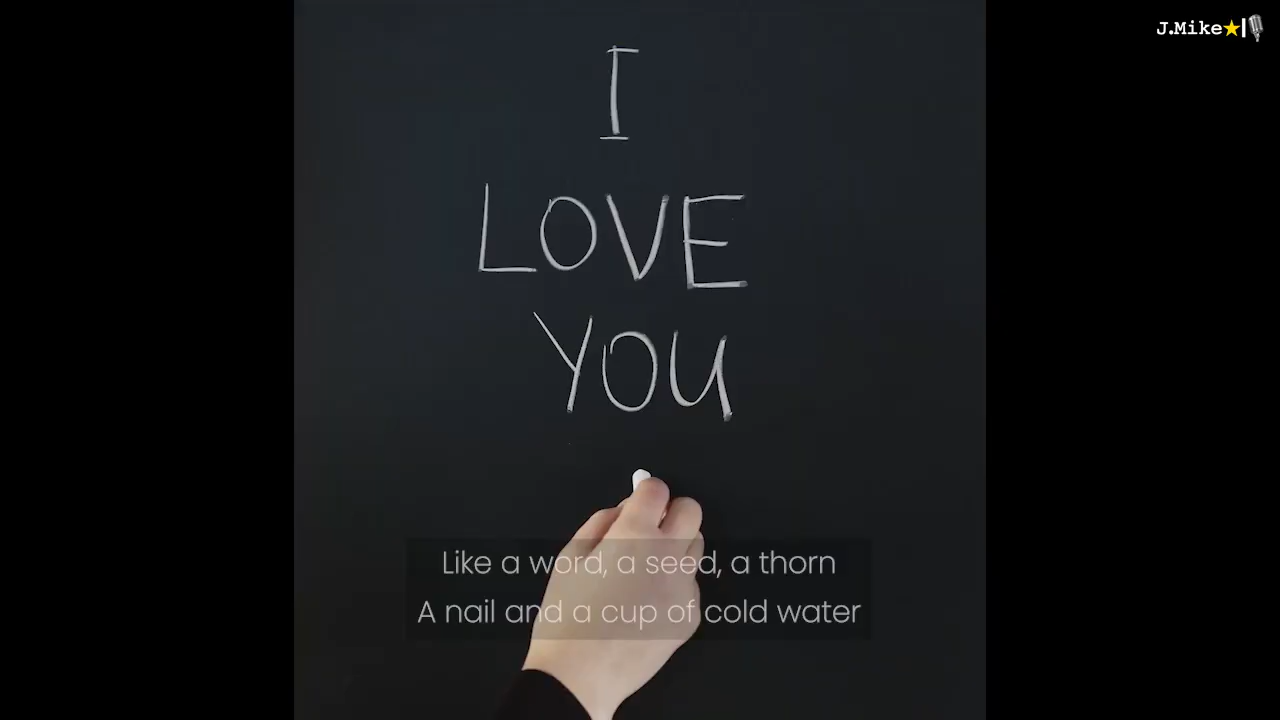 J.Mike⭐|🎙
I
LOVE
YOU
Like a word, a seed, a thorn
A nail and a cup of cold water